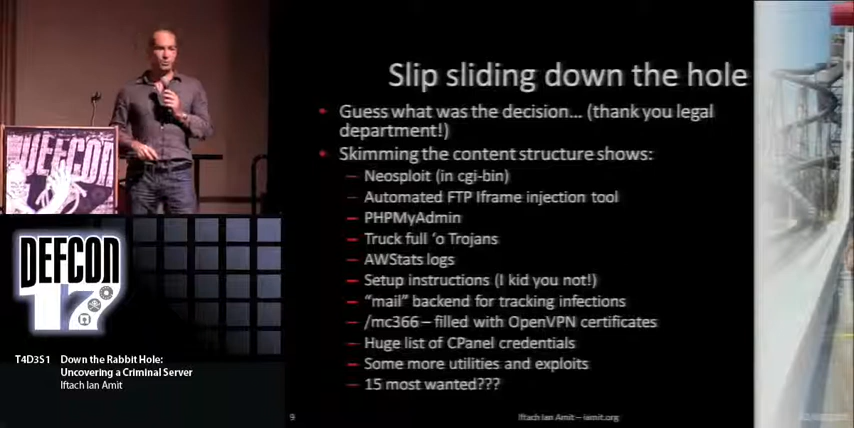 DEFCON
DEFCON
17
T4D3S1 Down the Rabbit Hole:
Uncovering a Criminal Server
Iftach Ian Amit
Slip sliding down the hole
• Guess what was the decision... (thank you legal
department!)
• Skimming the content structure shows:
– Neosploit (in cgi-bin)
– Automated FTP Iframe injection tool
– PHPMyAdmin
– Truck full ‘o Trojans
– AWStats logs
– Setup instructions (I kid you not!)
– “mail” backend for tracking infections
– /mc366 – filled with OpenVPN certificates
– Huge list of CPanel credentials
– Some more utilities and exploits
– 15 most wanted???
9
Iftach Ian Amit – iamit.org